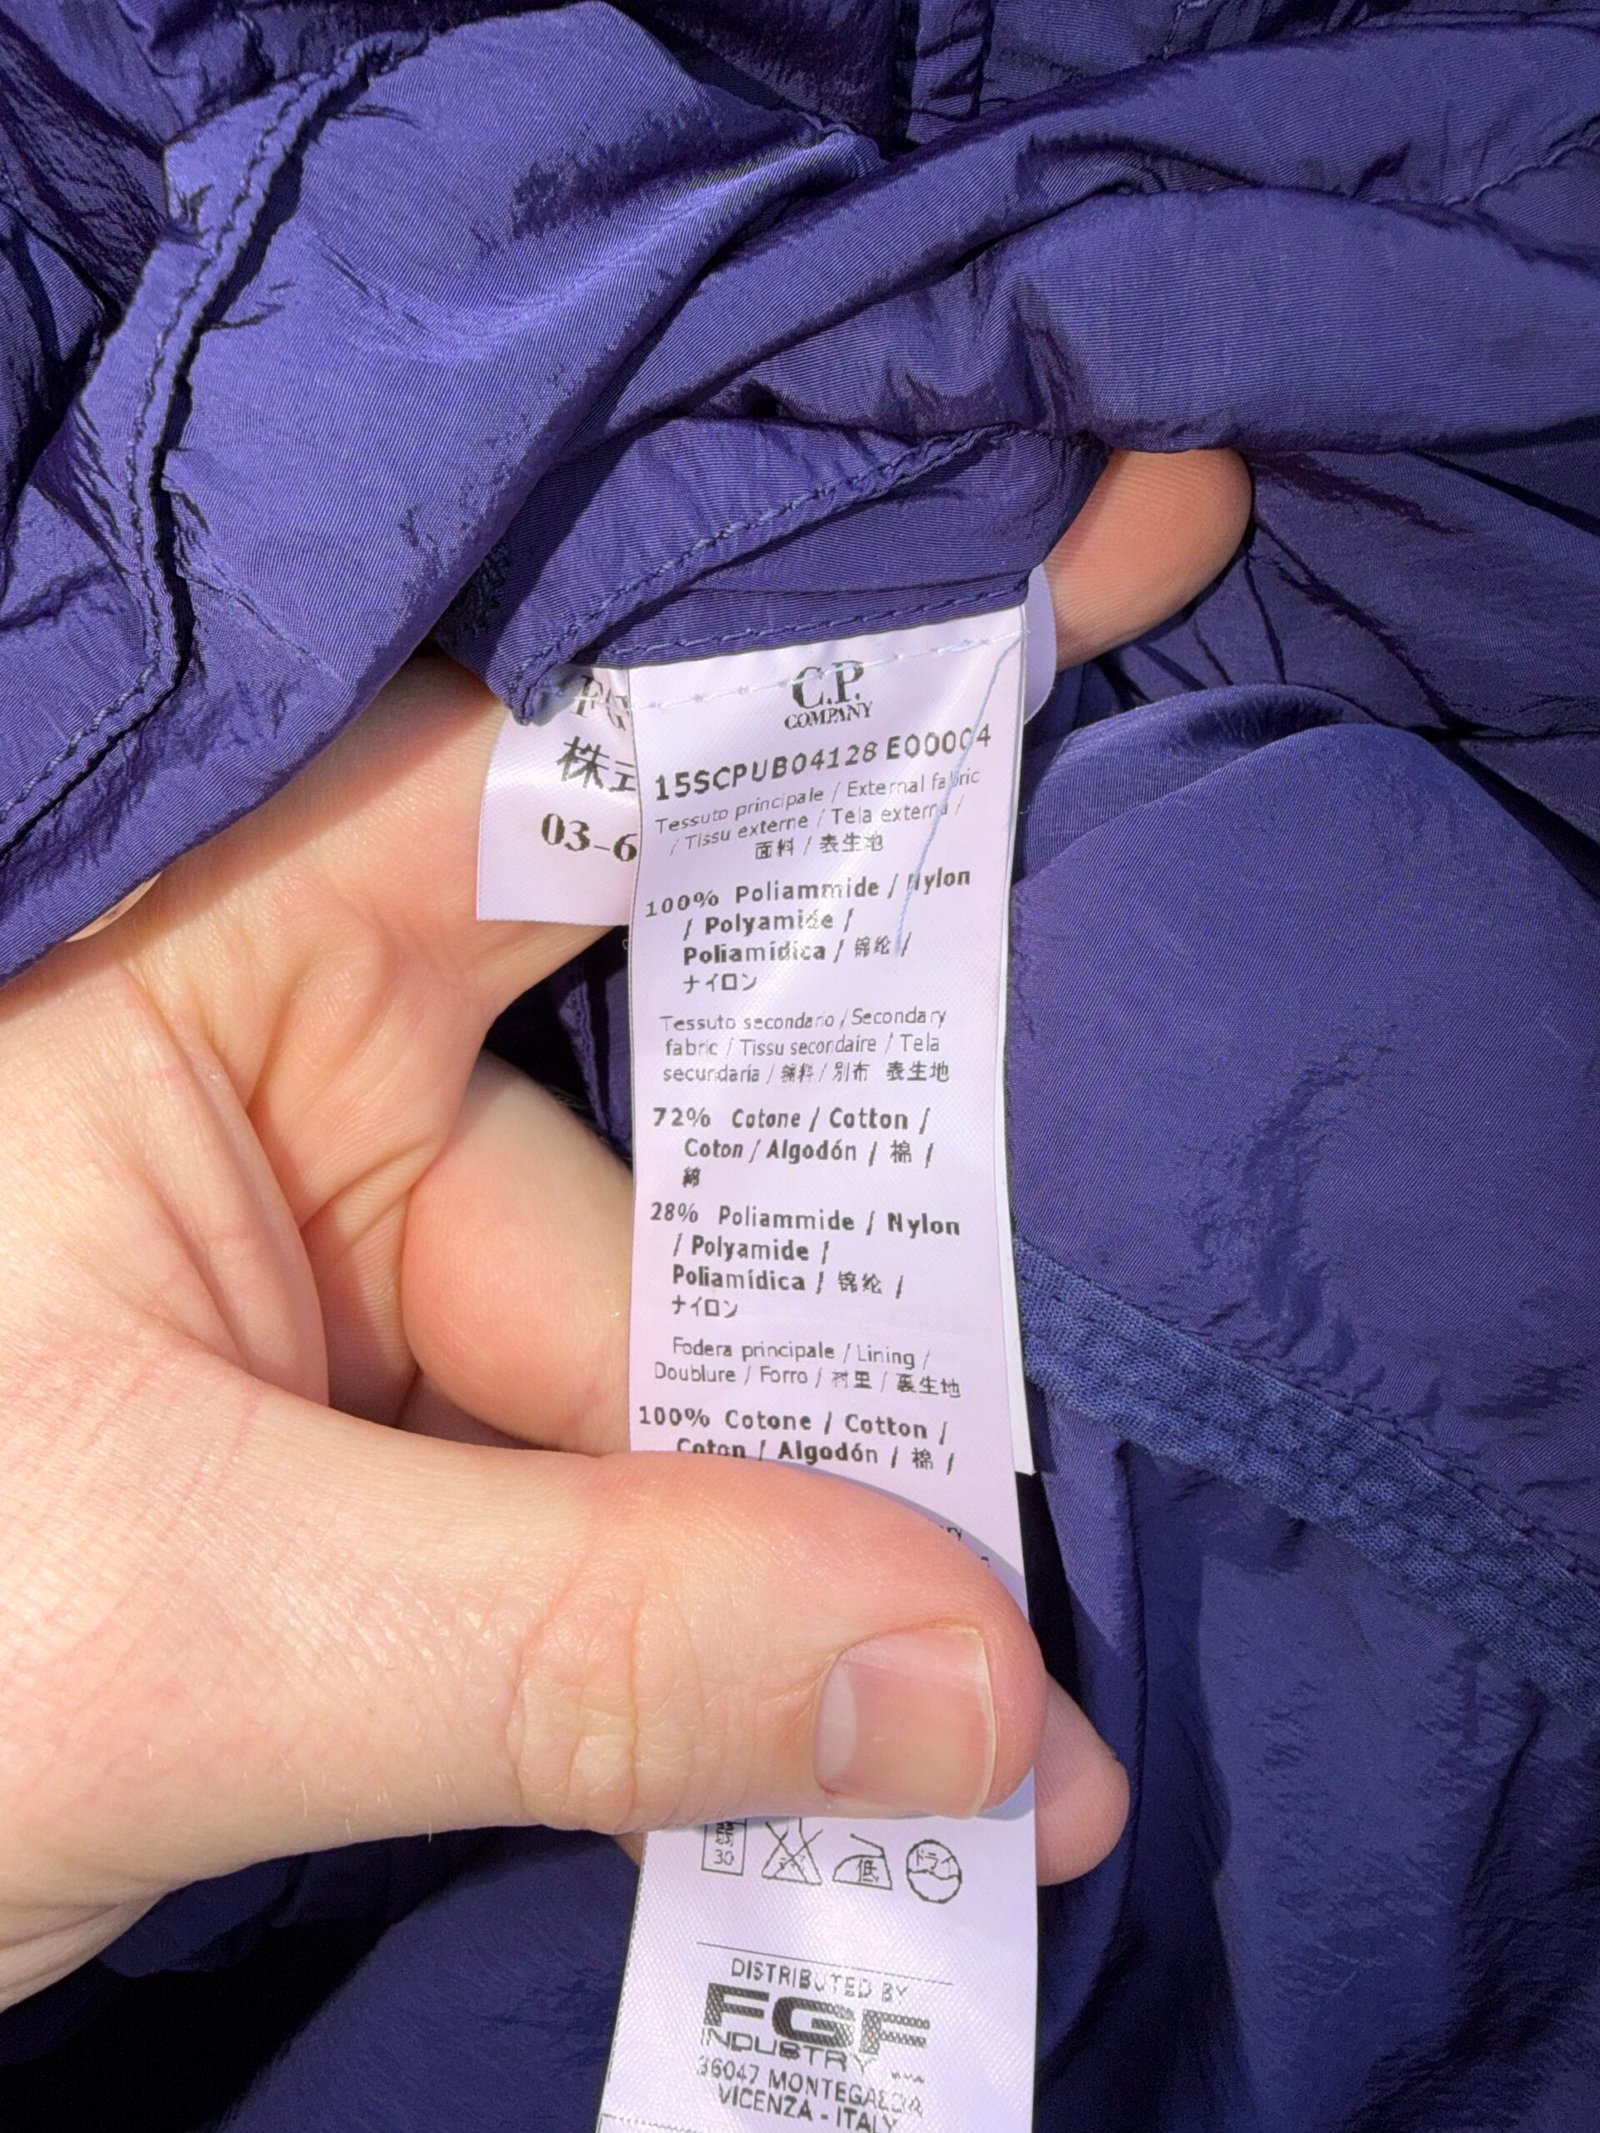 C.P.
COMPANY
15SCPUB04128 E00004
Tessuto principale / External fabric
/ Tissu externe / Tela externa /
面料 / 表生地
100% Poliammide / Nylon
/ Polyamide /
Poliamídica / 锦纶 /
ナイロン
Tessuto secondario / Secondary
fabric / Tissu secondaire / Tela
secundaria / 辅料 / 別布 表生地
72% Cotone / Cotton /
Coton / Algodón / 棉 /
綿
28% Poliammide / Nylon
/ Polyamide /
Poliamídica / 锦纶 /
ナイロン
Fodera principale / Lining /
Doublure / Forro / 衬里 / 裏生地
100% Cotone / Cotton /
Coton / Algodón / 棉 /
30
低
ドライ
DISTRIBUTED BY
FGF
INDUSTRY
36047 MONTEGALDA
VICENZA - ITALY
株式
03-6